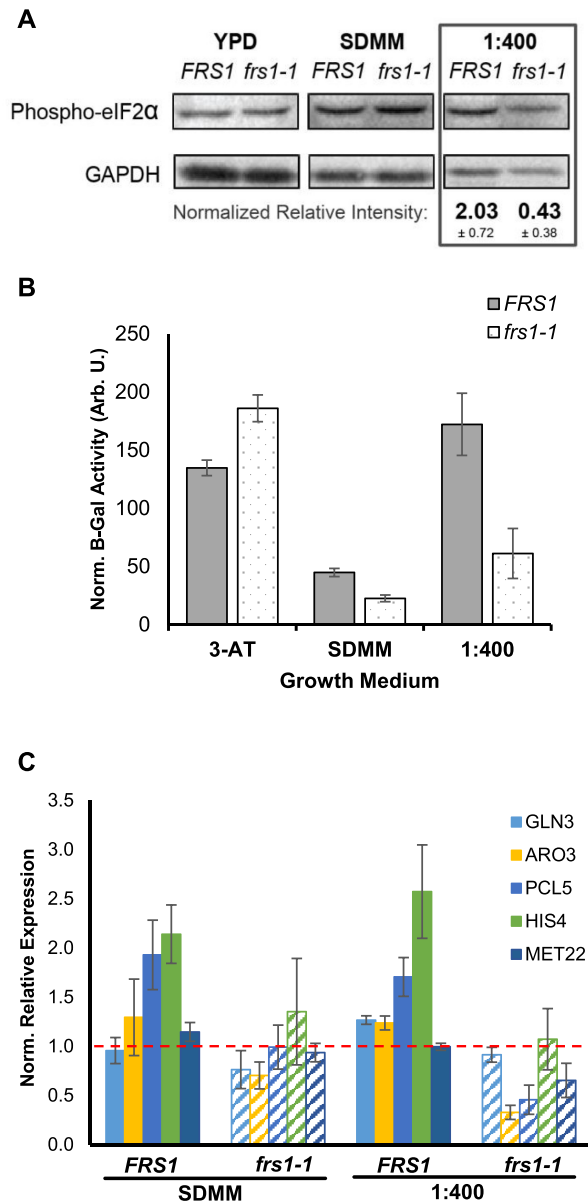 A
YPD SDMM 1:400
FRS1 frs1-1 FRS1 frs1-1 FRS1 frs1-1
Phospho-eIF2α
GAPDH
Normalized Relative Intensity: 2.03 0.43
± 0.72 ± 0.38
B
FRS1
frs1-1
Norm. B-Gal Activity (Arb. U.)
250
200
150
100
50
0
3-AT SDMM 1:400
Growth Medium
C
Norm. Relative Expression
3.5
3.0
2.5
2.0
1.5
1.0
0.5
0.0
GLN3
ARO3
PCL5
HIS4
MET22
FRS1 frs1-1 FRS1 frs1-1
SDMM 1:400